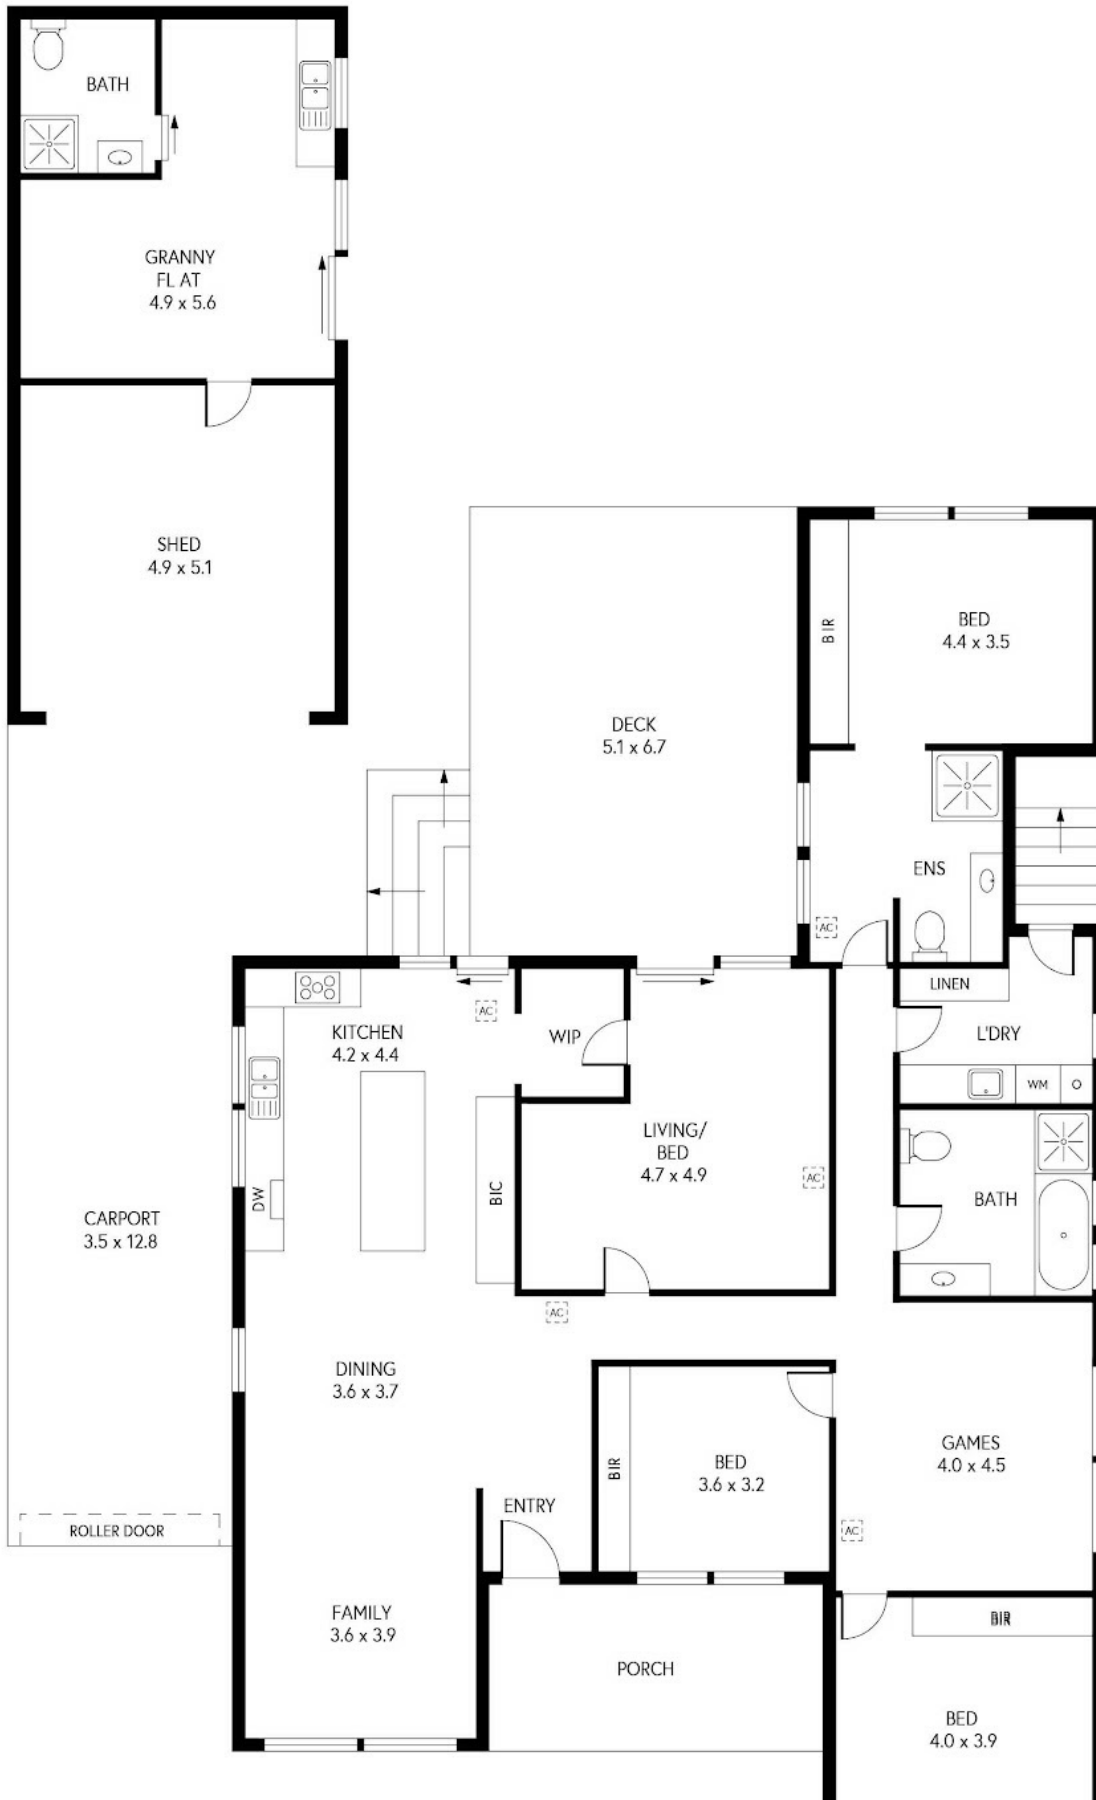 BATH
GRANNY
FL AT
4.9 x 5.6
SHED
4.9 x 5.1
BIR
BED
4.4 x 3.5
DECK
5.1 x 6.7
ENS
AC
LINEN
L'DRY
WM
KITCHEN
4.2 x 4.4
AC
WIP
LIVING/
BED
4.7 x 4.9
AC
BIC
DW
BATH
CARPORT
3.5 x 12.8
AC
DINING
3.6 x 3.7
BIR
BED
3.6 x 3.2
GAMES
4.0 x 4.5
AC
ENTRY
ROLLER DOOR
FAMILY
3.6 x 3.9
PORCH
BIR
BED
4.0 x 3.9